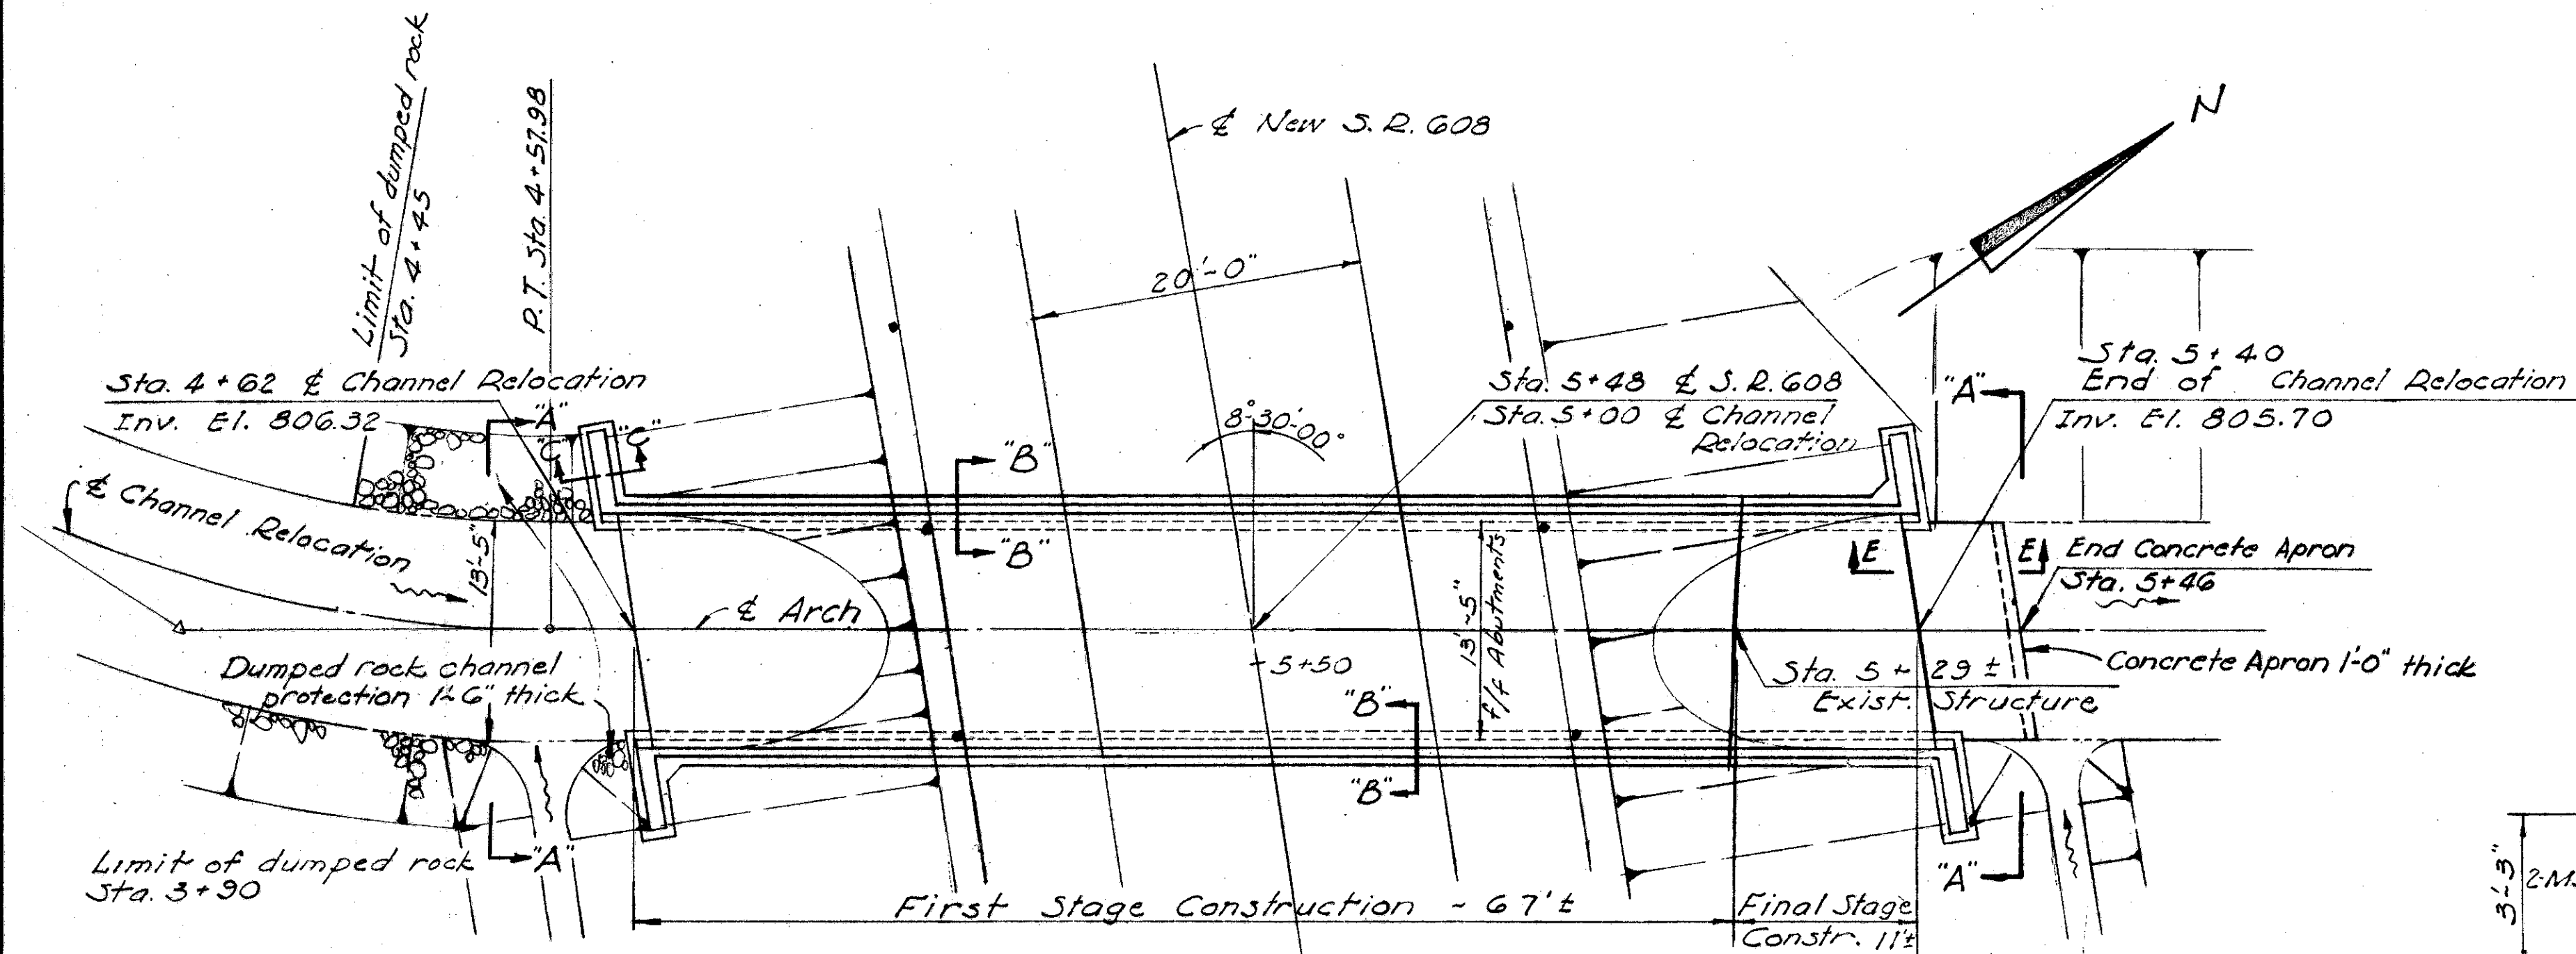 Limit of dumped rock
Sta. 4+45
P.T. Sta. 4+57.98
℄ New S.R. 608
N
20'-0"
Sta. 4+62 ℄ Channel Relocation
Inv. El. 806.32
"A"
"C" "C"
8°-30'-00"
Sta. 5+48 ℄ S.R. 608
Sta. 5+00 ℄ Channel
Relocation
"A"
Sta. 5+40
End of Channel Relocation
Inv. El. 805.70
"B"
"B"
℄ Channel Relocation
13'-5"
℄ Arch
13'-5"
f/f Abutments
E E
End Concrete Apron
Sta. 5+46
Concrete Apron 1'-0" thick
Dumped rock channel
protection 1'-6" thick
5+50
Sta. 5+29 ±
Exist. Structure
"B"
"B"
Limit of dumped rock
Sta. 3+90
"A"
"A"
First Stage Construction ~ 67'±
Final Stage
Constr. 11'±
3'-3"